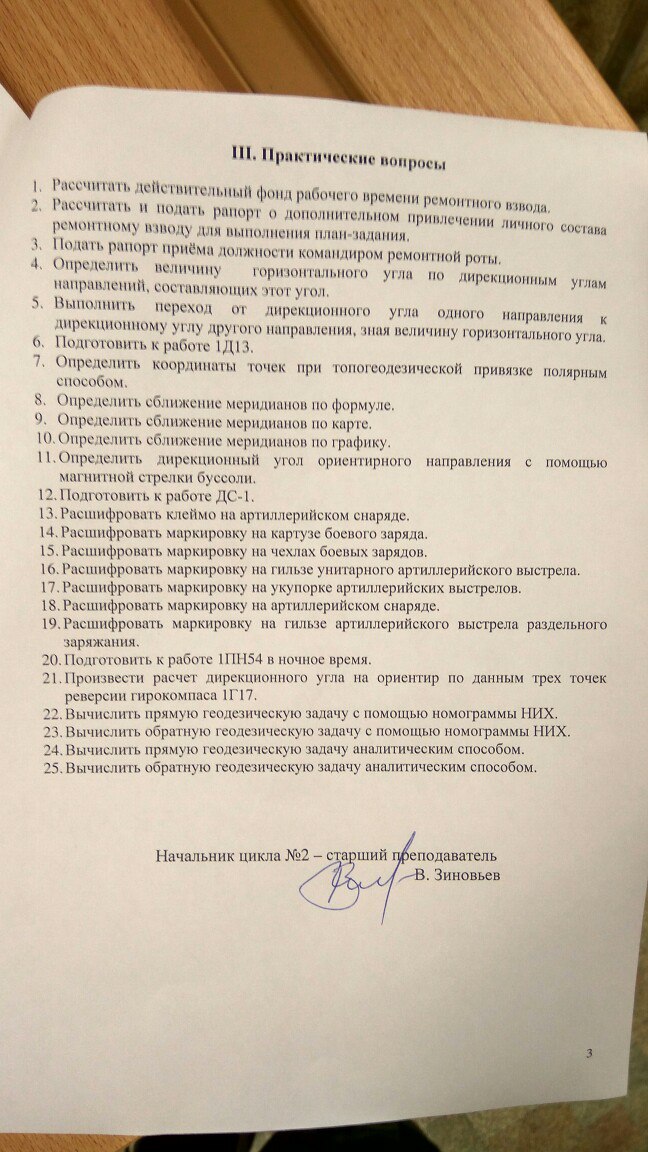 III. Практические вопросы
1. Рассчитать действительный фонд рабочего времени ремонтного взвода.
2. Рассчитать и подать рапорт о дополнительном привлечении личного состава
ремонтному взводу для выполнения план-задания.
3. Подать рапорт приёма должности командиром ремонтной роты.
4. Определить величину горизонтального угла по дирекционным углам
направлений, составляющих этот угол.
5. Выполнить переход от дирекционного угла одного направления к
дирекционному углу другого направления, зная величину горизонтального угла.
6. Подготовить к работе 1Д13.
7. Определить координаты точек при топогеодезической привязке полярным
способом.
8. Определить сближение меридианов по формуле.
9. Определить сближение меридианов по карте.
10. Определить сближение меридианов по графику.
11. Определить дирекционный угол ориентирного направления с помощью
магнитной стрелки буссоли.
12. Подготовить к работе ДС-1.
13. Расшифровать клеймо на артиллерийском снаряде.
14. Расшифровать маркировку на картузе боевого заряда.
15. Расшифровать маркировку на чехлах боевых зарядов.
16. Расшифровать маркировку на гильзе унитарного артиллерийского выстрела.
17. Расшифровать маркировку на укупорке артиллерийских выстрелов.
18. Расшифровать маркировку на артиллерийском снаряде.
19. Расшифровать маркировку на гильзе артиллерийского выстрела раздельного
заряжания.
20. Подготовить к работе 1ПН54 в ночное время.
21. Произвести расчет дирекционного угла на ориентир по данным трех точек
реверсии гирокомпаса 1Г17.
22. Вычислить прямую геодезическую задачу с помощью номограммы НИХ.
23. Вычислить обратную геодезическую задачу с помощью номограммы НИХ.
24. Вычислить прямую геодезическую задачу аналитическим способом.
25. Вычислить обратную геодезическую задачу аналитическим способом.
Начальник цикла №2 – старший преподаватель
В. Зиновьев
3